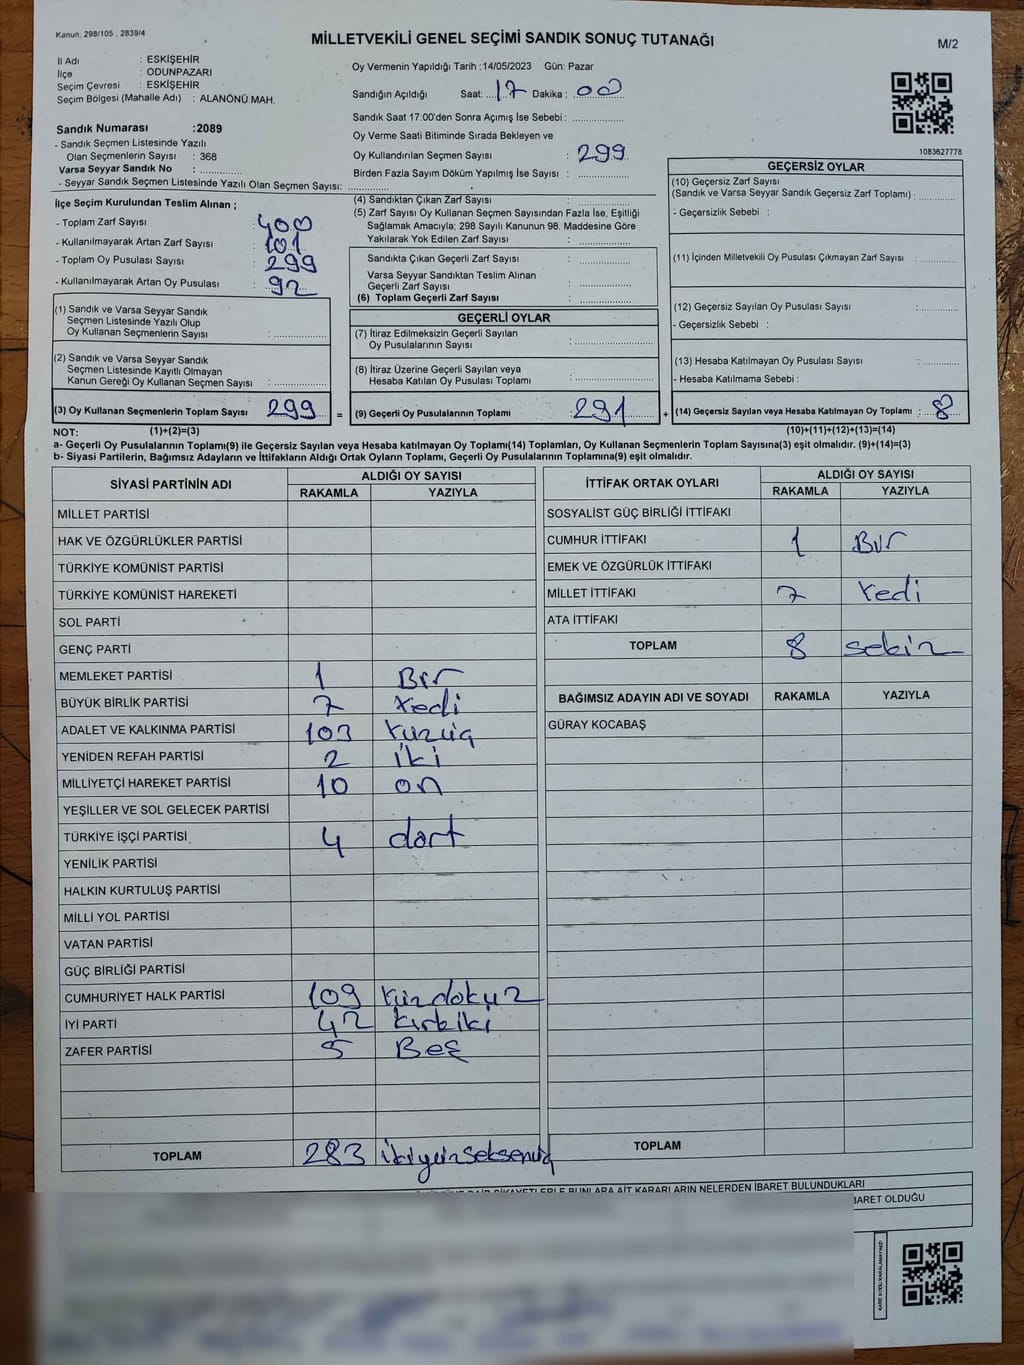 Kanun. 298/105 . 2839/4
MİLLETVEKİLİ GENEL SEÇİMİ SANDIK SONUÇ TUTANAĞI
M/2
İl Adı : ESKİŞEHİR
İlçe : ODUNPAZARI
Seçim Çevresi : ESKİŞEHİR
Seçim Bölgesi (Mahalle Adı) : ALANÖNÜ MAH.
Oy Vermenin Yapıldığı Tarih :14/05/2023 Gün: Pazar
Sandığın Açıldığı Saat: 17 Dakika : 00
Sandık Saat 17:00'den Sonra Açımış İse Sebebi :
Oy Verme Saati Bitiminde Sırada Bekleyen ve
Oy Kullandırılan Seçmen Sayısı : 299
Birden Fazla Sayım Döküm Yapılmış İse Sayısı :
1083627778
Sandık Numarası :2089
- Sandık Seçmen Listesinde Yazılı
Olan Seçmenlerin Sayısı : 368
Varsa Seyyar Sandık No :
- Seyyar Sandık Seçmen Listesinde Yazılı Olan Seçmen Sayısı:
İlçe Seçim Kurulundan Teslim Alınan ;
- Toplam Zarf Sayısı : 400
- Kullanılmayarak Artan Zarf Sayısı : 101
- Toplam Oy Pusulası Sayısı : 299
- Kullanılmayarak Artan Oy Pusulası : 92
(1) Sandık ve Varsa Seyyar Sandık
Seçmen Listesinde Yazılı Olup
Oy Kullanan Seçmenlerin Sayısı :
(2) Sandık ve Varsa Seyyar Sandık
Seçmen Listesinde Kayıtlı Olmayan
Kanun Gereği Oy Kullanan Seçmen Sayısı :
(3) Oy Kullanan Seçmenlerin Toplam Sayısı 299 =
(4) Sandıktan Çıkan Zarf Sayısı :
(5) Zarf Sayısı Oy Kullanan Seçmen Sayısından Fazla İse, Eşitliği
Sağlamak Amacıyla; 298 Sayılı Kanunun 98. Maddesine Göre
Yakılarak Yok Edilen Zarf Sayısı :
Sandıkta Çıkan Geçerli Zarf Sayısı :
Varsa Seyyar Sandıktan Teslim Alınan
Geçerli Zarf Sayısı :
(6) Toplam Geçerli Zarf Sayısı :
GEÇERLİ OYLAR
(7) İtiraz Edilmeksizin Geçerli Sayılan
Oy Pusulalarının Sayısı :
(8) İtiraz Üzerine Geçerli Sayılan veya
Hesaba Katılan Oy Pusulası Toplamı :
(9) Geçerli Oy Pusulalarının Toplamı : 291 +
GEÇERSİZ OYLAR
(10) Geçersiz Zarf Sayısı
(Sandık ve Varsa Seyyar Sandık Geçersiz Zarf Toplamı) :
- Geçersizlik Sebebi :
(11) İçinden Milletvekili Oy Pusulası Çıkmayan Zarf Sayısı :
(12) Geçersiz Sayılan Oy Pusulası Sayısı :
- Geçersizlik Sebebi :
(13) Hesaba Katılmayan Oy Pusulası Sayısı :
- Hesaba Katılmama Sebebi :
(14) Geçersiz Sayılan veya Hesaba Katılmayan Oy Toplamı : 8
NOT: (1)+(2)=(3) (10)+(11)+(12)+(13)=(14)
a- Geçerli Oy Pusulalarının Toplamı(9) ile Geçersiz Sayılan veya Hesaba katılmayan Oy Toplamı(14) Toplamları, Oy Kullanan Seçmenlerin Toplam Sayısına(3) eşit olmalıdır. (9)+(14)=(3)
b- Siyasi Partilerin, Bağımsız Adayların ve İttifakların Aldığı Ortak Oyların Toplamı, Geçerli Oy Pusulalarının Toplamına(9) eşit olmalıdır.
SİYASİ PARTİNİN ADI ALDIĞI OY SAYISI
RAKAMLA YAZIYLA
MİLLET PARTİSİ
HAK VE ÖZGÜRLÜKLER PARTİSİ
TÜRKİYE KOMÜNİST PARTİSİ
TÜRKİYE KOMÜNİST HAREKETİ
SOL PARTİ
GENÇ PARTİ
MEMLEKET PARTİSİ 1 Bir
BÜYÜK BİRLİK PARTİSİ 7 Yedi
ADALET VE KALKINMA PARTİSİ 103 Yüzüç
YENİDEN REFAH PARTİSİ 2 iki
MİLLİYETÇİ HAREKET PARTİSİ 10 on
YEŞİLLER VE SOL GELECEK PARTİSİ
TÜRKİYE İŞÇİ PARTİSİ 4 dört
YENİLİK PARTİSİ
HALKIN KURTULUŞ PARTİSİ
MİLLİ YOL PARTİSİ
VATAN PARTİSİ
GÜÇ BİRLİĞİ PARTİSİ
CUMHURİYET HALK PARTİSİ 109 Yüzdokuz
İYİ PARTİ 42 kırkiki
ZAFER PARTİSİ 5 Beş
TOPLAM 283 ikiyüzseksenüç
İTTİFAK ORTAK OYLARI ALDIĞI OY SAYISI
RAKAMLA YAZIYLA
SOSYALİST GÜÇ BİRLİĞİ İTTİFAKI
CUMHUR İTTİFAKI 1 Bir
EMEK VE ÖZGÜRLÜK İTTİFAKI
MİLLET İTTİFAKI 7 Yedi
ATA İTTİFAKI
TOPLAM 8 sekiz
BAĞIMSIZ ADAYIN ADI VE SOYADI RAKAMLA YAZIYLA
GÜRAY KOCABAŞ
TOPLAM
ŞİKAYETLERLE BUNLARA AİT KARARLARIN NELERDEN İBARET BULUNDUKLARI
BARET OLDUĞU
KARE KODU KARALAMAYINIZ!